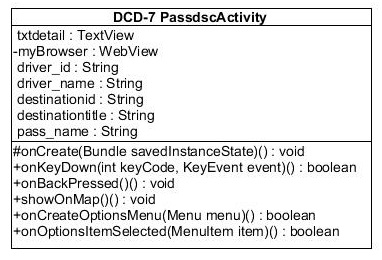 DCD-7 PassdscActivity
txtdetail : TextView
-myBrowser : WebView
driver_id : String
driver_name : String
destinationid : String
destinationtitle : String
pass_name : String
#onCreate(Bundle savedInstanceState)() : void
+onKeyDown(int keyCode, KeyEvent event)() : boolean
+onBackPressed()() : void
+showOnMap()() : void
+onCreateOptionsMenu(Menu menu)() : boolean
+onOptionsItemSelected(MenuItem item)() : boolean